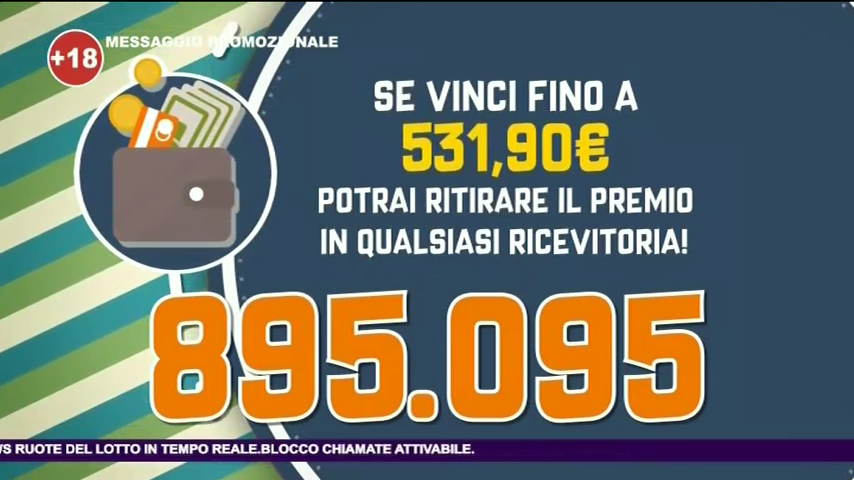 +18
MESSAGGIO PROMOZIONALE
SE VINCI FINO A
531,90€
POTRAI RITIRARE IL PREMIO
IN QUALSIASI RICEVITORIA!
895.095
RUOTE DEL LOTTO IN TEMPO REALE.BLOCCO CHIAMATE ATTIVABILE.